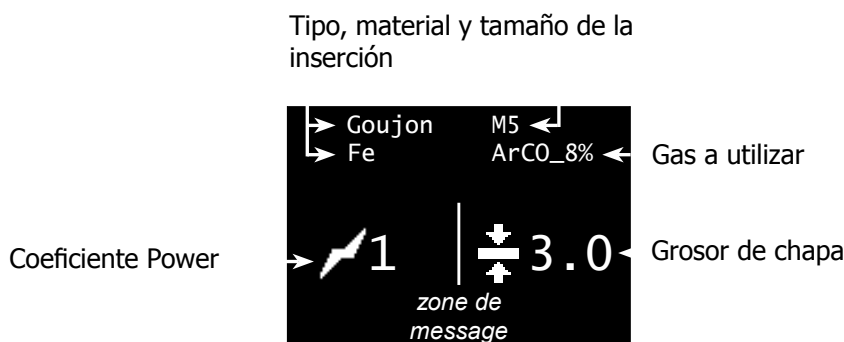 Tipo, material y tamaño de la
inserción
Goujon M5
Fe ArCO_8%
Gas a utilizar
Coeficiente Power
1
3.0
Grosor de chapa
zone de
message